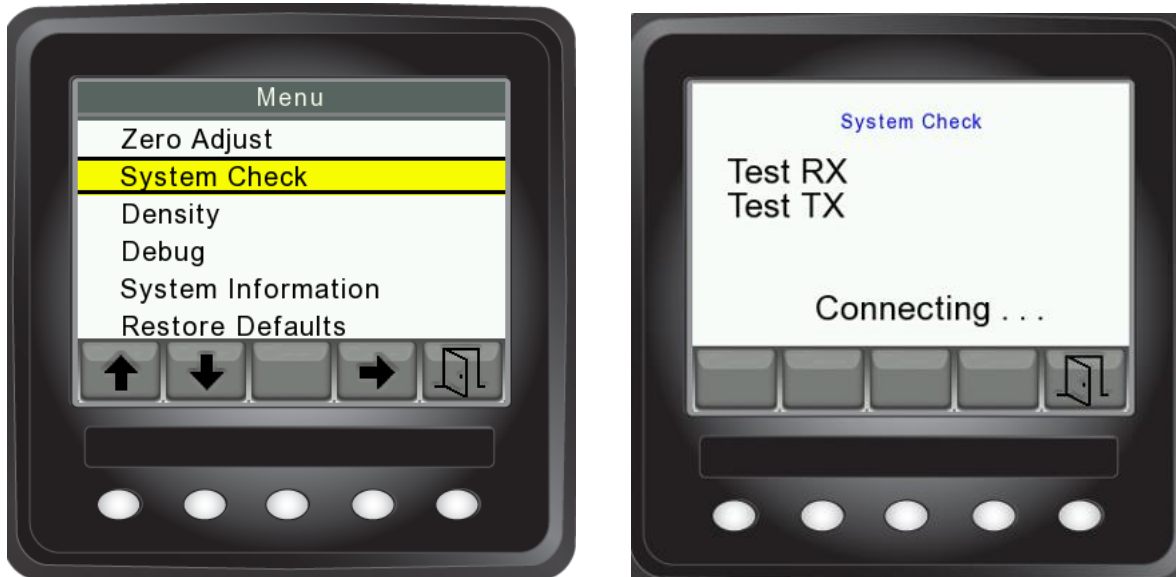 Menu
Zero Adjust
System Check
Density
Debug
System Information
Restore Defaults
System Check
Test RX
Test TX
Connecting . . .